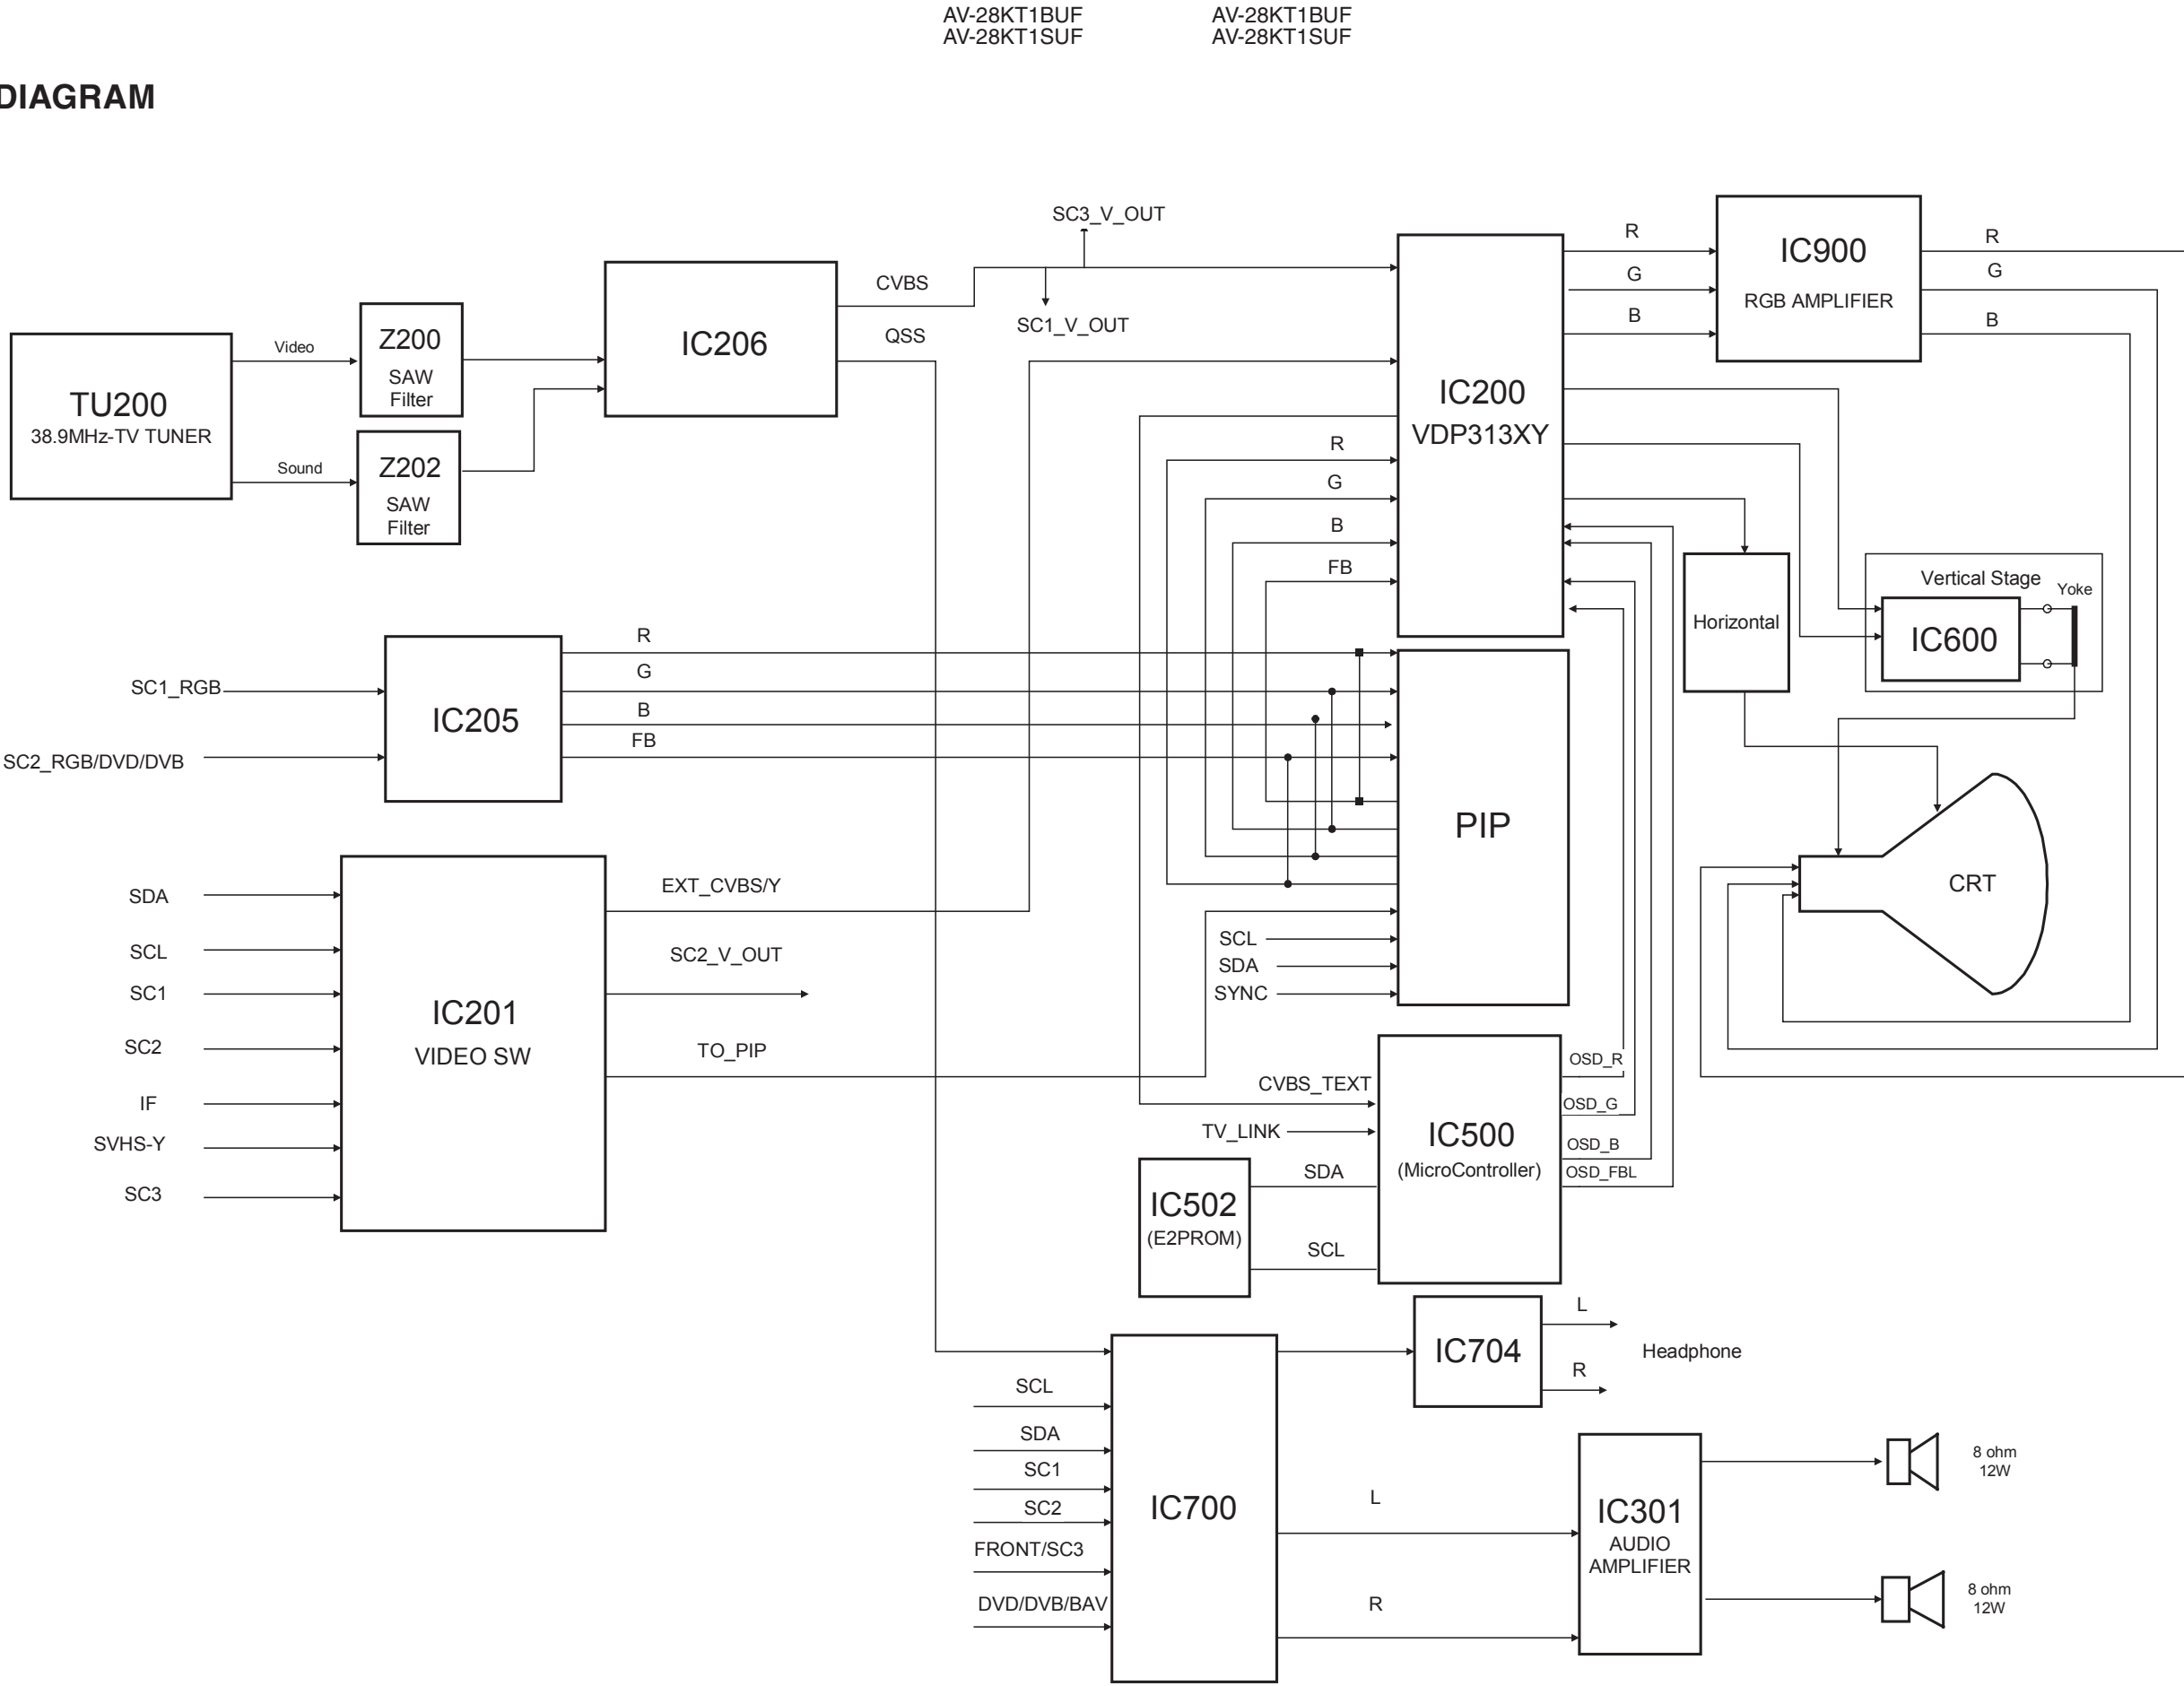 AV-28KT1BUF AV-28KT1BUF
AV-28KT1SUF AV-28KT1SUF
DIAGRAM
TU200
38.9MHz-TV TUNER
Video
Sound
Z200
SAW
Filter
Z202
SAW
Filter
IC206
CVBS
QSS
SC3_V_OUT
SC1_V_OUT
IC200
VDP313XY
R
G
B
FB
R
G
B
IC900
RGB AMPLIFIER
R
G
B
Horizontal
Vertical Stage
Yoke
IC600
CRT
SC1_RGB
SC2_RGB/DVD/DVB
IC205
R
G
B
FB
PIP
SCL
SDA
SYNC
SDA
SCL
SC1
SC2
IF
SVHS-Y
SC3
IC201
VIDEO SW
EXT_CVBS/Y
SC2_V_OUT
TO_PIP
CVBS_TEXT
TV_LINK
IC500
(MicroController)
OSD_R
OSD_G
OSD_B
OSD_FBL
IC502
(E2PROM)
SDA
SCL
IC704
L
R
Headphone
SCL
SDA
SC1
SC2
FRONT/SC3
DVD/DVB/BAV
IC700
L
R
IC301
AUDIO
AMPLIFIER
8 ohm
12W
8 ohm
12W